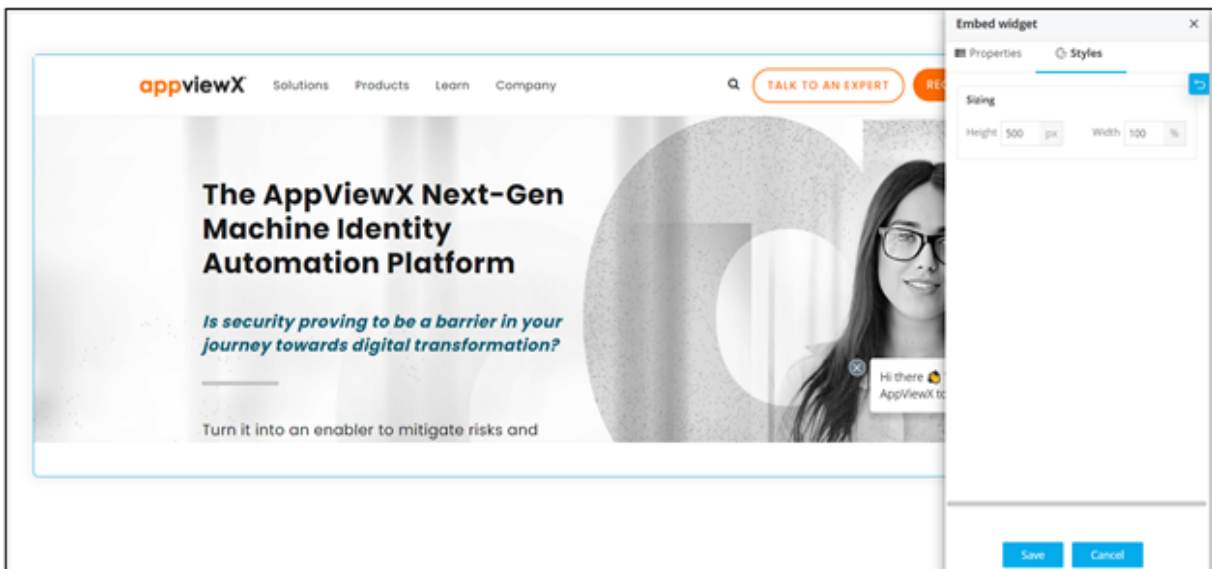 appviewX
Solutions Products Learn Company
TALK TO AN EXPERT
The AppViewX Next-Gen
Machine Identity
Automation Platform
Is security proving to be a barrier in your
journey towards digital transformation?
Turn it into an enabler to mitigate risks and
Hi there
AppViewX
Embed widget
Properties Styles
Sizing
Height 500 px Width 100 %
Save Cancel